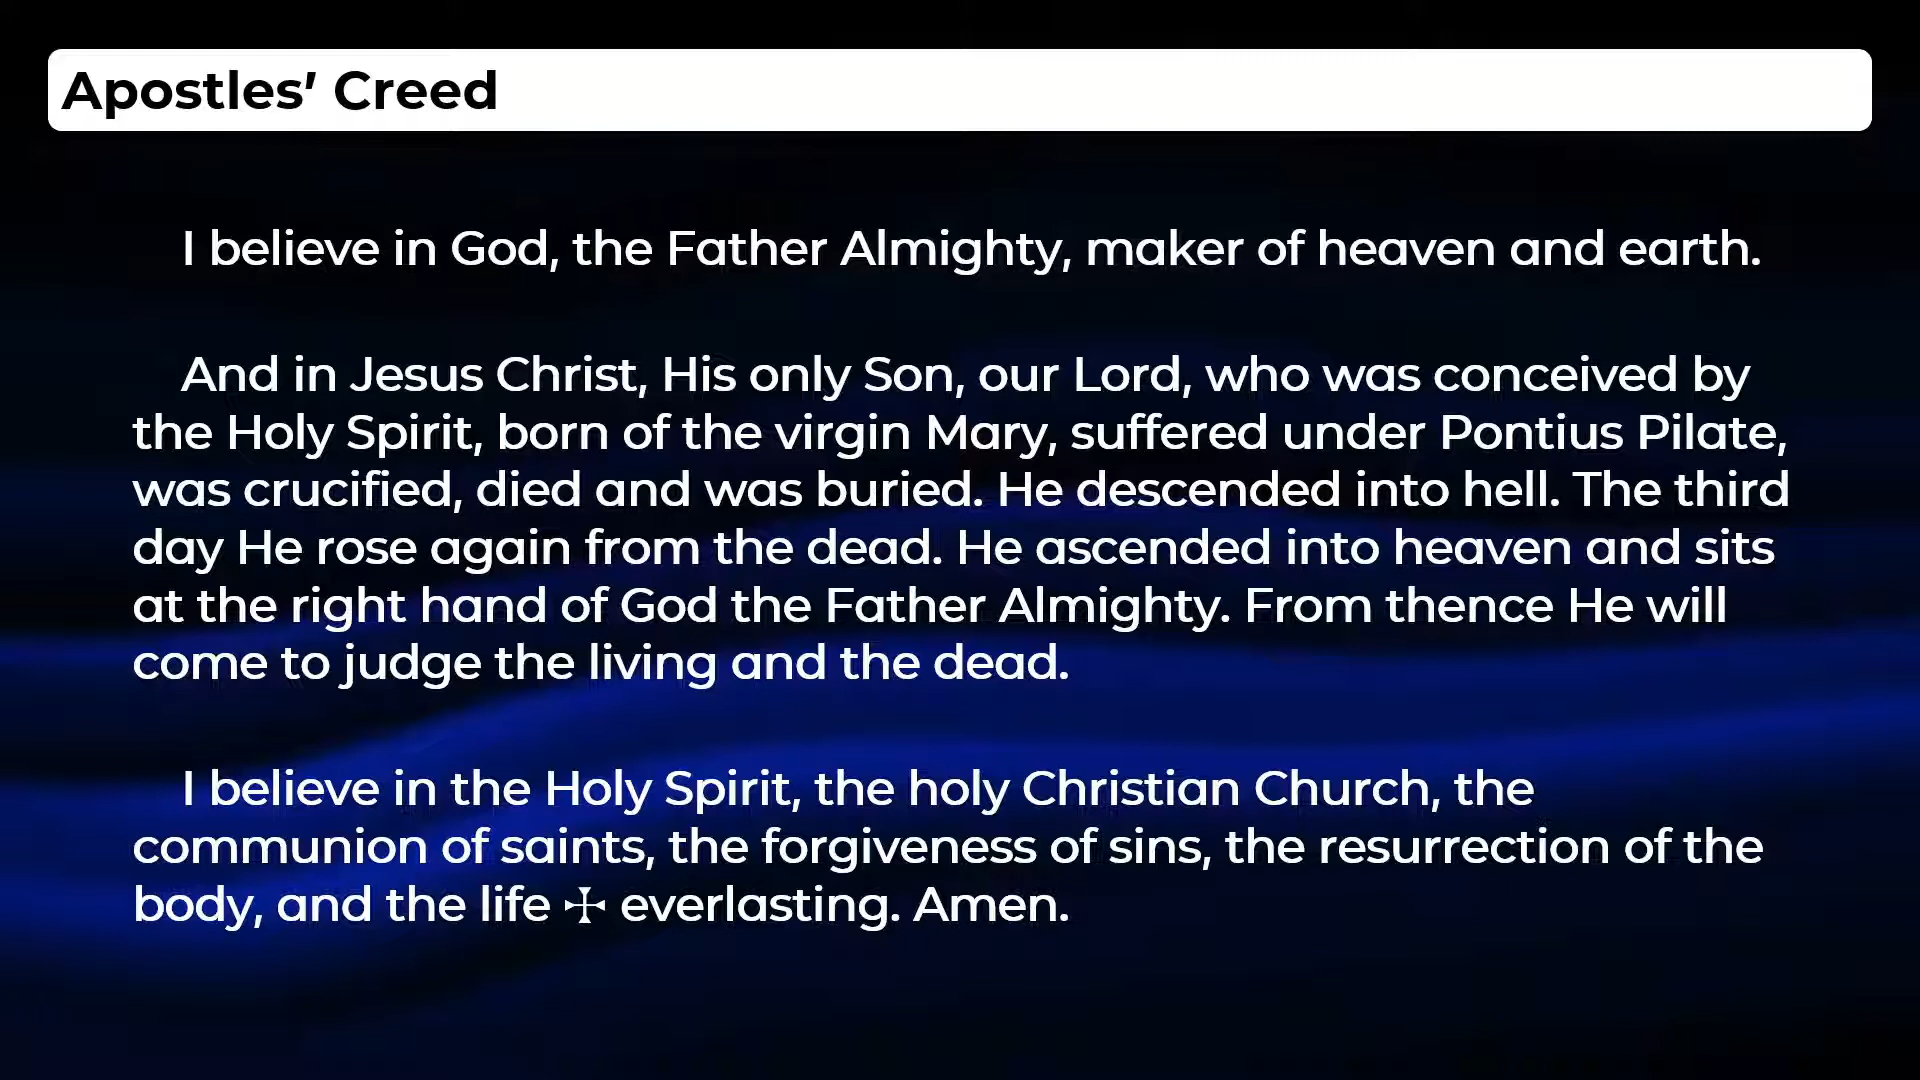 Apostles’ Creed
I believe in God, the Father Almighty, maker of heaven and earth.
And in Jesus Christ, His only Son, our Lord, who was conceived by
the Holy Spirit, born of the virgin Mary, suffered under Pontius Pilate,
was crucified, died and was buried. He descended into hell. The third
day He rose again from the dead. He ascended into heaven and sits
at the right hand of God the Father Almighty. From thence He will
come to judge the living and the dead.
I believe in the Holy Spirit, the holy Christian Church, the
communion of saints, the forgiveness of sins, the resurrection of the
body, and the life ☩ everlasting. Amen.